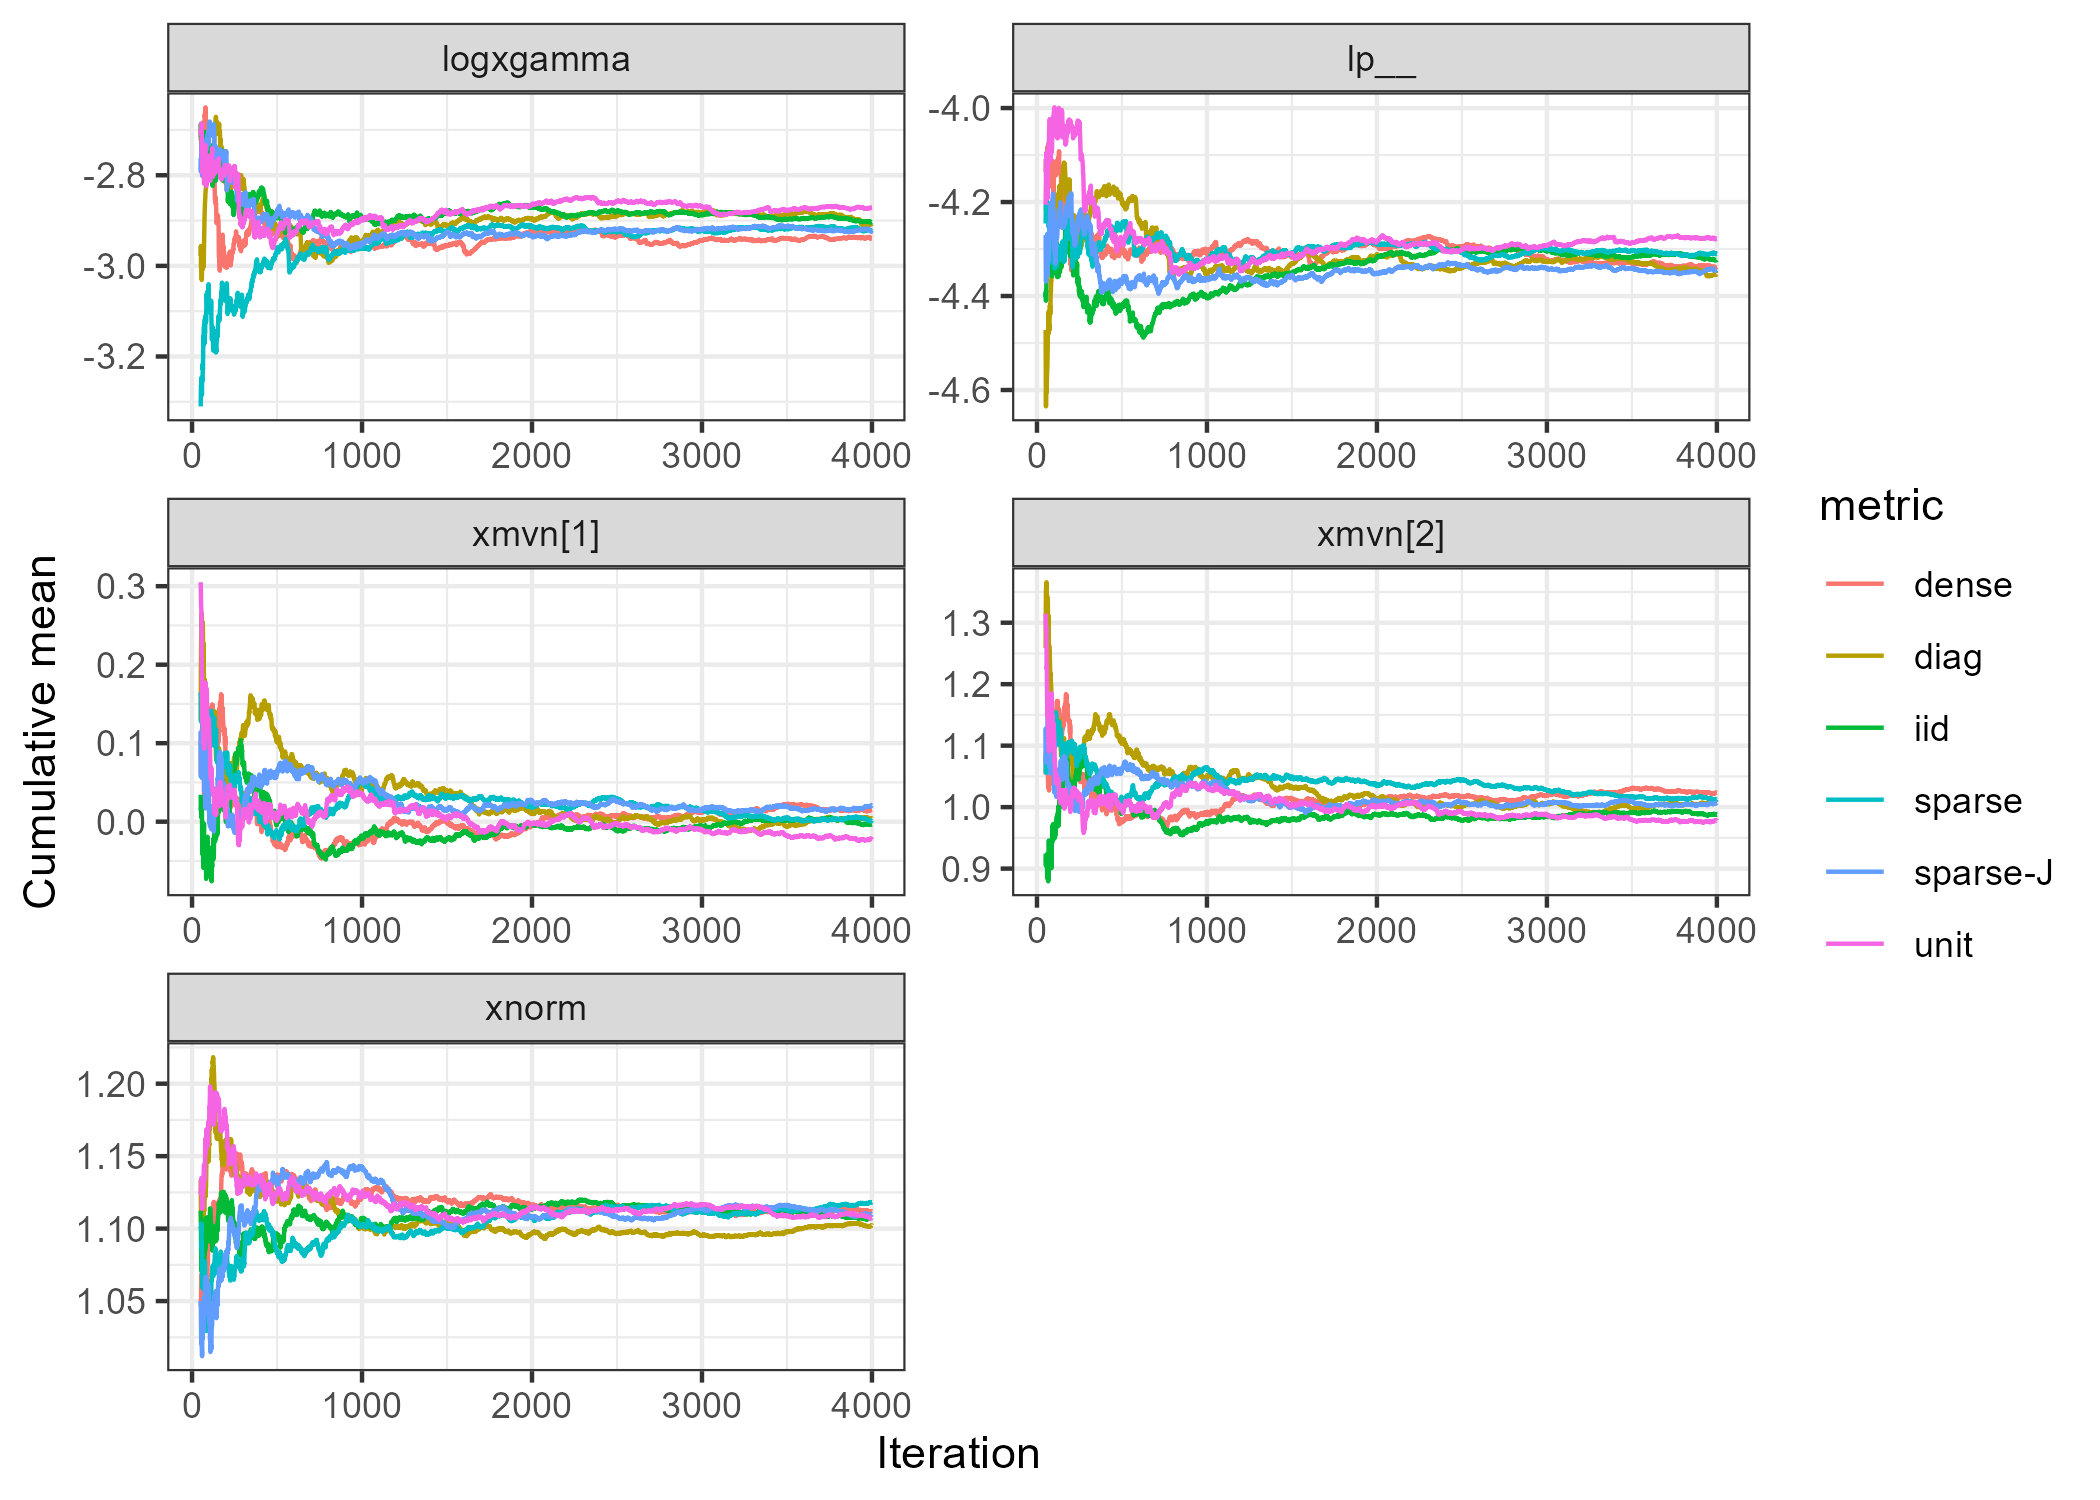 logxgamma
-2.8
-3.0
-3.2
0 1000 2000 3000 4000
lp__
-4.0
-4.2
-4.4
-4.6
0 1000 2000 3000 4000
xmvn[1]
0.3
0.2
0.1
0.0
0 1000 2000 3000 4000
xmvn[2]
1.3
1.2
1.1
1.0
0.9
0 1000 2000 3000 4000
xnorm
1.20
1.15
1.10
1.05
0 1000 2000 3000 4000
Cumulative mean
Iteration
metric
dense
diag
iid
sparse
sparse-J
unit